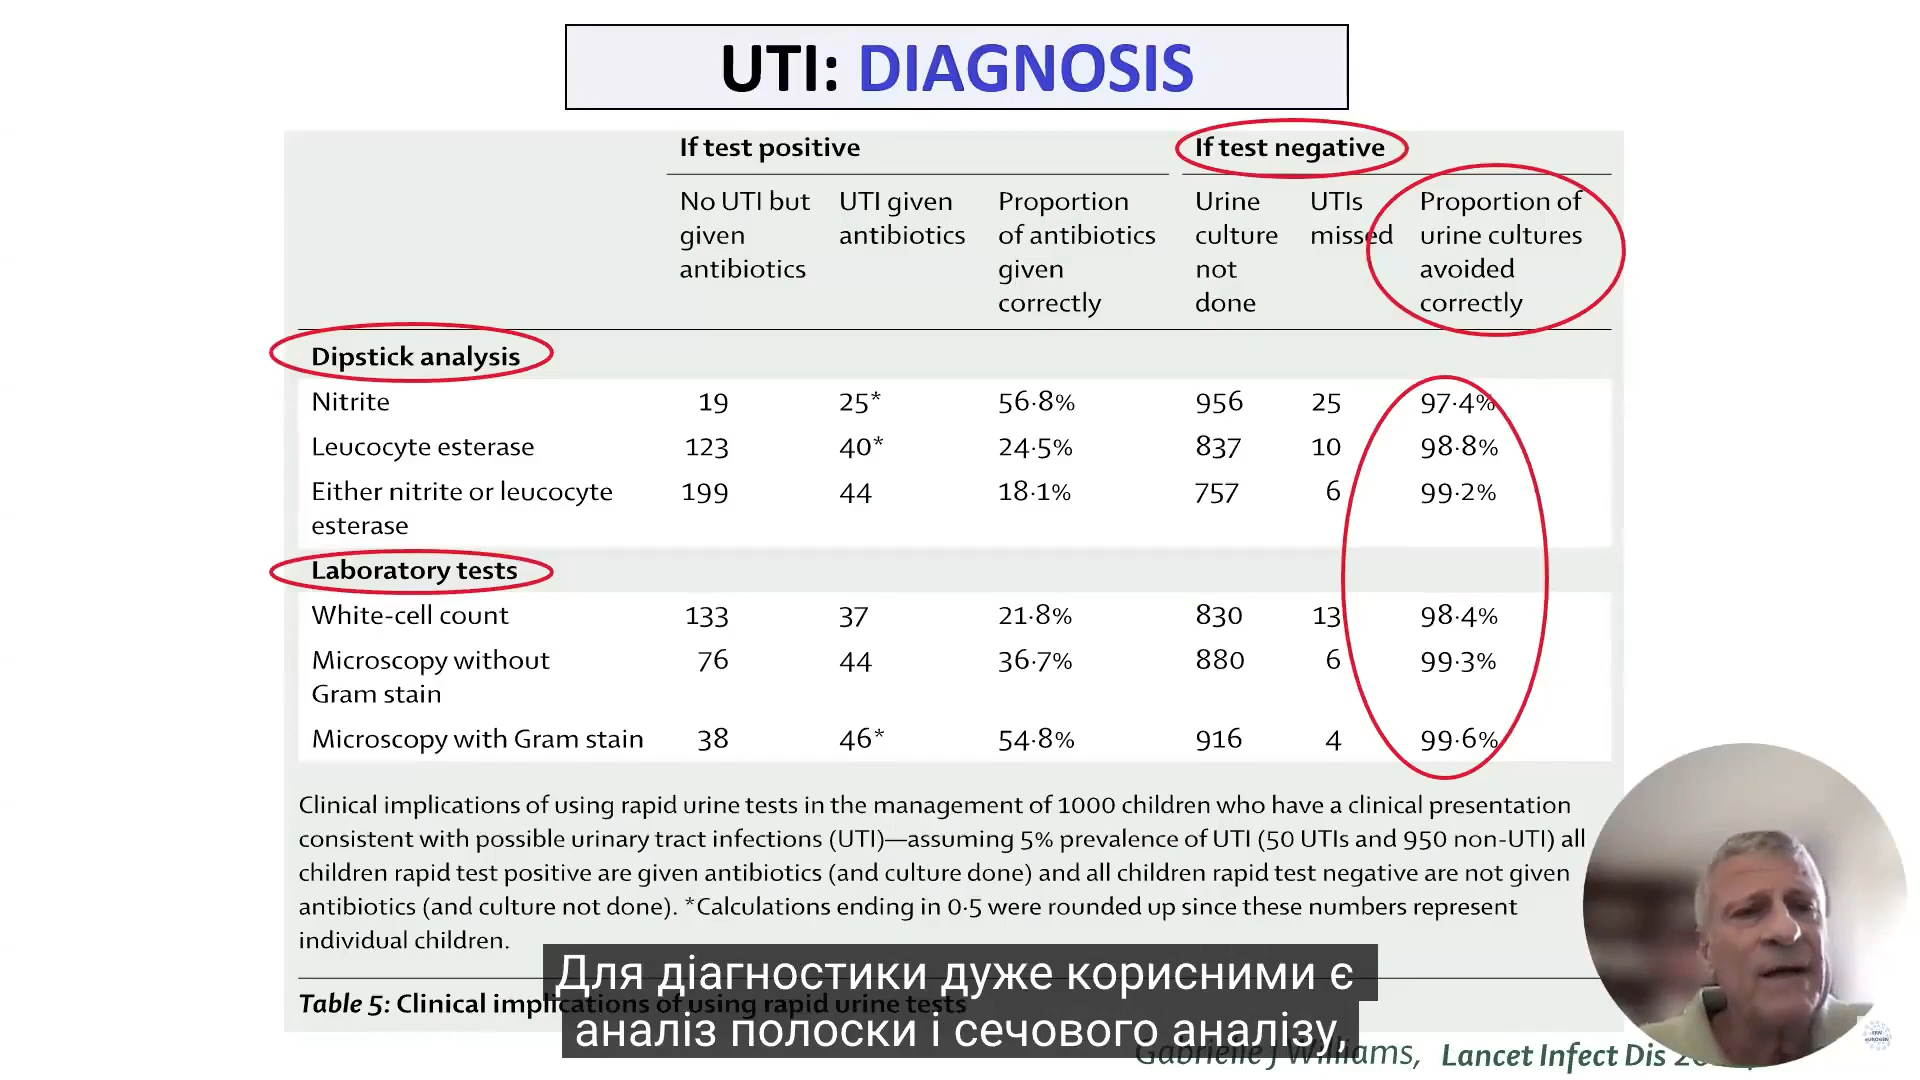 UTI: DIAGNOSIS
If test positive If test negative
No UTI but given antibiotics UTI given antibiotics Proportion of antibiotics given correctly Urine culture not done UTIs missed Proportion of urine cultures avoided correctly
Dipstick analysis
Nitrite 19 25* 56·8% 956 25 97·4%
Leucocyte esterase 123 40* 24·5% 837 10 98·8%
Either nitrite or leucocyte esterase 199 44 18·1% 757 6 99·2%
Laboratory tests
White-cell count 133 37 21·8% 830 13 98·4%
Microscopy without Gram stain 76 44 36·7% 880 6 99·3%
Microscopy with Gram stain 38 46* 54·8% 916 4 99·6%
Clinical implications of using rapid urine tests in the management of 1000 children who have a clinical presentation
consistent with possible urinary tract infections (UTI)—assuming 5% prevalence of UTI (50 UTIs and 950 non-UTI) all
children rapid test positive are given antibiotics (and culture done) and all children rapid test negative are not given
antibiotics (and culture not done). *Calculations ending in 0·5 were rounded up since these numbers represent
individual children.
Table 5: Clinical implications of using rapid urine tests
Для діагностики дуже корисними є
аналіз полоски і сечового аналізу,
Gabrielle J Williams, Lancet Infect Dis